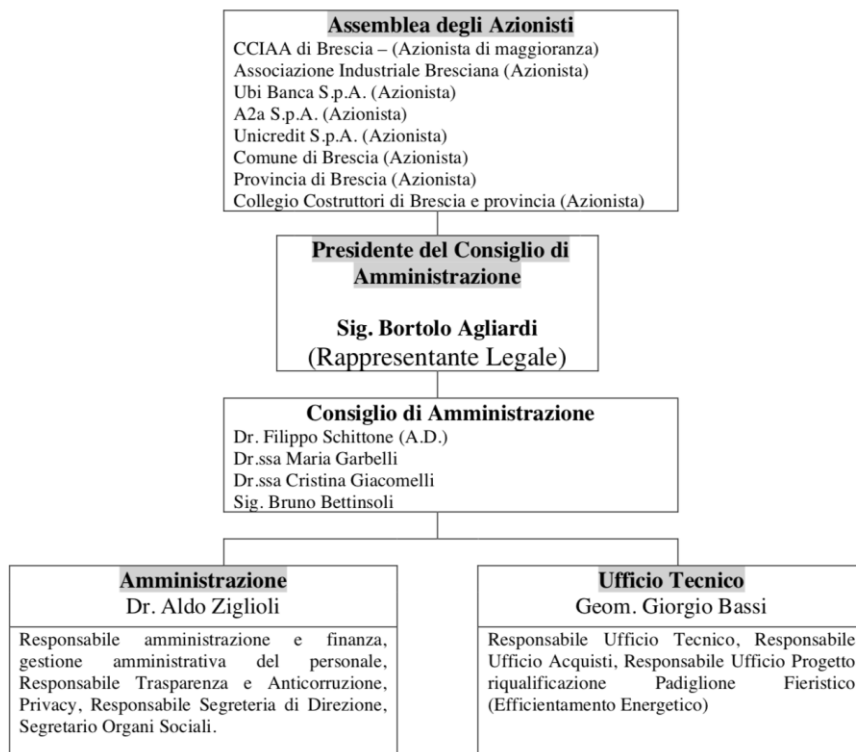 Assemblea degli Azionisti
CCIAA di Brescia – (Azionista di maggioranza)
Associazione Industriale Bresciana (Azionista)
Ubi Banca S.p.A. (Azionista)
A2a S.p.A. (Azionista)
Unicredit S.p.A. (Azionista)
Comune di Brescia (Azionista)
Provincia di Brescia (Azionista)
Collegio Costruttori di Brescia e provincia (Azionista)
Presidente del Consiglio di
Amministrazione
Sig. Bortolo Agliardi
(Rappresentante Legale)
Consiglio di Amministrazione
Dr. Filippo Schittone (A.D.)
Dr.ssa Maria Garbelli
Dr.ssa Cristina Giacomelli
Sig. Bruno Bettinsoli
Amministrazione
Dr. Aldo Ziglioli
Responsabile amministrazione e finanza,
gestione amministrativa del personale,
Responsabile Trasparenza e Anticorruzione,
Privacy, Responsabile Segreteria di Direzione,
Segretario Organi Sociali.
Ufficio Tecnico
Geom. Giorgio Bassi
Responsabile Ufficio Tecnico, Responsabile
Ufficio Acquisti, Responsabile Ufficio Progetto
riqualificazione Padiglione Fieristico
(Efficientamento Energetico)